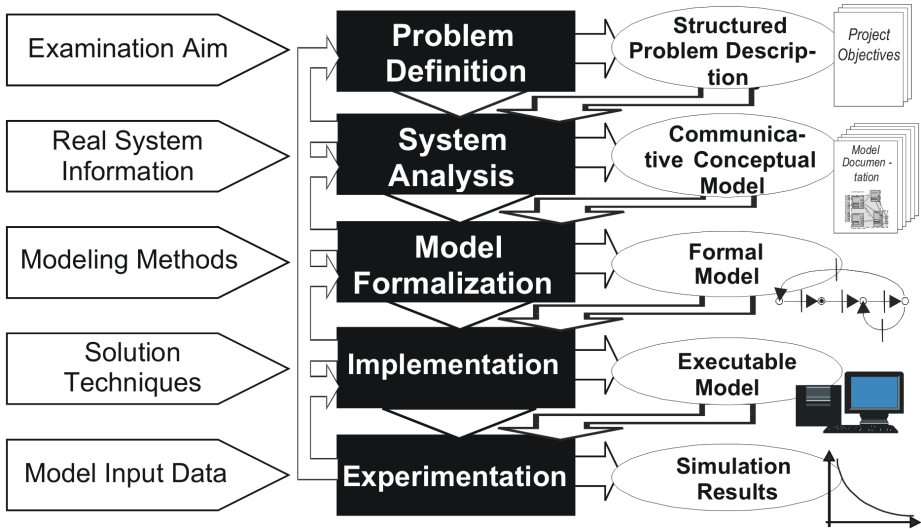 Examination Aim
Problem
Definition
Structured
Problem Descrip-
tion
Project
Objectives
Real System
Information
System
Analysis
Communica-
tive Conceptual
Model
Model
Documen -
tation
Modeling Methods
Model
Formalization
Formal
Model
Solution
Techniques
Implementation
Executable
Model
Model Input Data
Experimentation
Simulation
Results